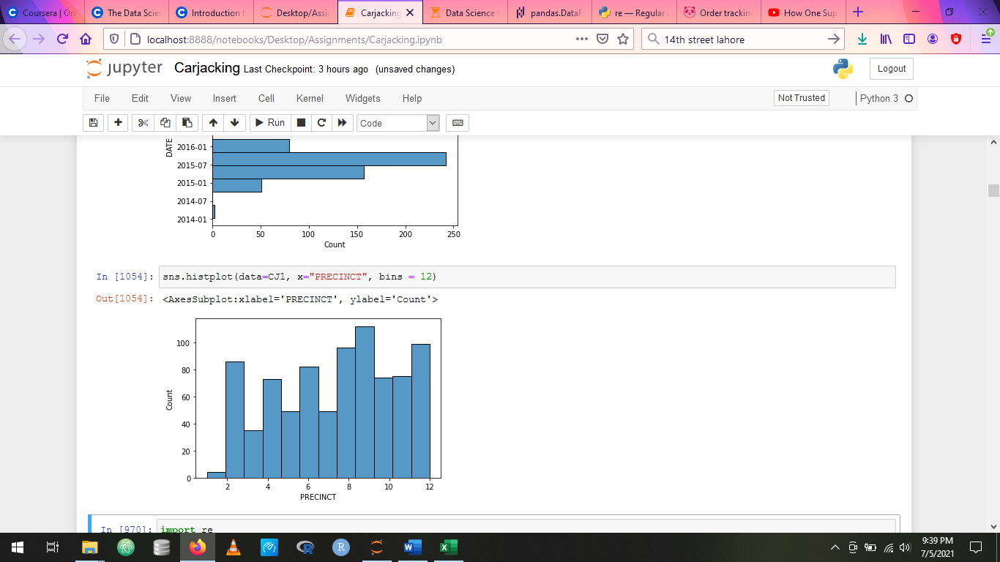 Coursera | Onl
The Data Scien
Introduction t
Desktop/Assig
Carjacking
Data Science
pandas.DataF
re — Regular
Order tracking
How One Sup
localhost:8888/notebooks/Desktop/Assignments/Carjacking.ipynb
14th street lahore
jupyter Carjacking Last Checkpoint: 3 hours ago (unsaved changes)
Logout
File Edit View Insert Cell Kernel Widgets Help
Not Trusted
Python 3
Run
Code
DATE
2016-01
2015-07
2015-01
2014-07
2014-01
0 50 100 150 200 250
Count
In [1054]: sns.histplot(data=CJ1, x="PRECINCT", bins = 12)
Out[1054]: <AxesSubplot:xlabel='PRECINCT', ylabel='Count'>
100
80
60
40
20
0
Count
2 4 6 8 10 12
PRECINCT
In [970]: import re
9:39 PM
7/5/2021